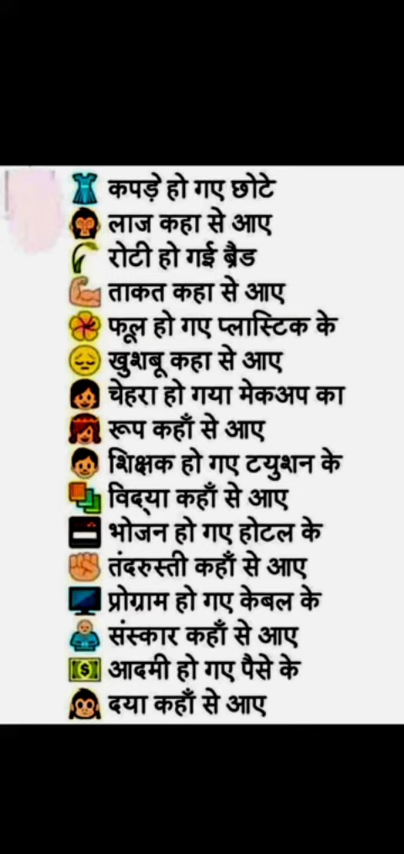 कपड़े हो गए छोटे
लाज कहा से आए
रोटी हो गई ब्रैड
ताकत कहा से आए
फूल हो गए प्लास्टिक के
खुशबू कहा से आए
चेहरा हो गया मेकअप का
रूप कहाँ से आए
शिक्षक हो गए टयुशन के
विद्या कहाँ से आए
भोजन हो गए होटल के
तंदरुस्ती कहाँ से आए
प्रोग्राम हो गए केबल के
संस्कार कहाँ से आए
आदमी हो गए पैसे के
दया कहाँ से आए